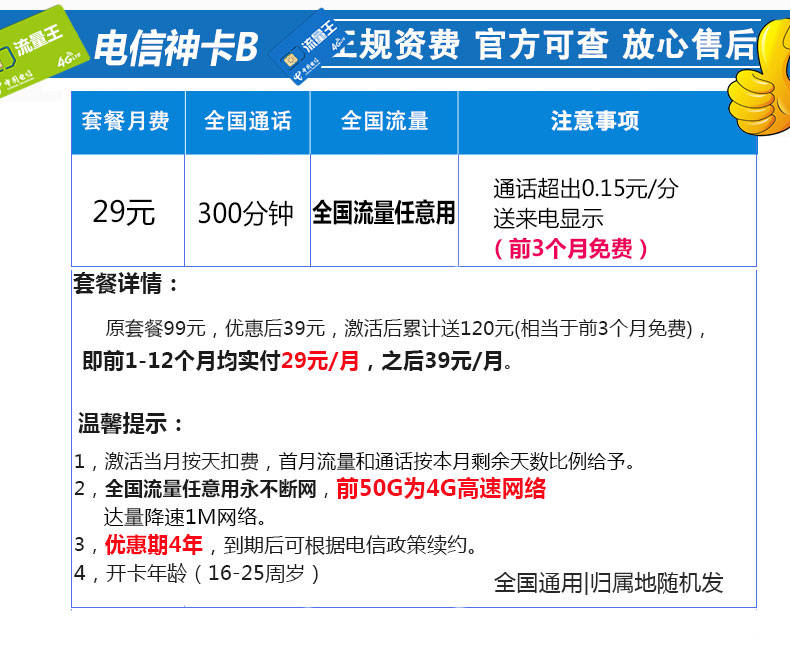 流量王
4G
中国电信
电信神卡B
流量王
4G
中国电信
正规资费 官方可查 放心售后
套餐月费 全国通话 全国流量 注意事项
29元 300分钟 全国流量任意用 通话超出0.15元/分
送来电显示
（前3个月免费）
套餐详情：
原套餐99元，优惠后39元，激活后累计送120元(相当于前3个月免费)，
即前1-12个月均实付29元/月，之后39元/月。
温馨提示：
1，激活当月按天扣费，首月流量和通话按本月剩余天数比例给予。
2，全国流量任意用永不断网，前50G为4G高速网络
达量降速1M网络。
3，优惠期4年，到期后可根据电信政策续约。
4，开卡年龄（16-25周岁）
全国通用|归属地随机发